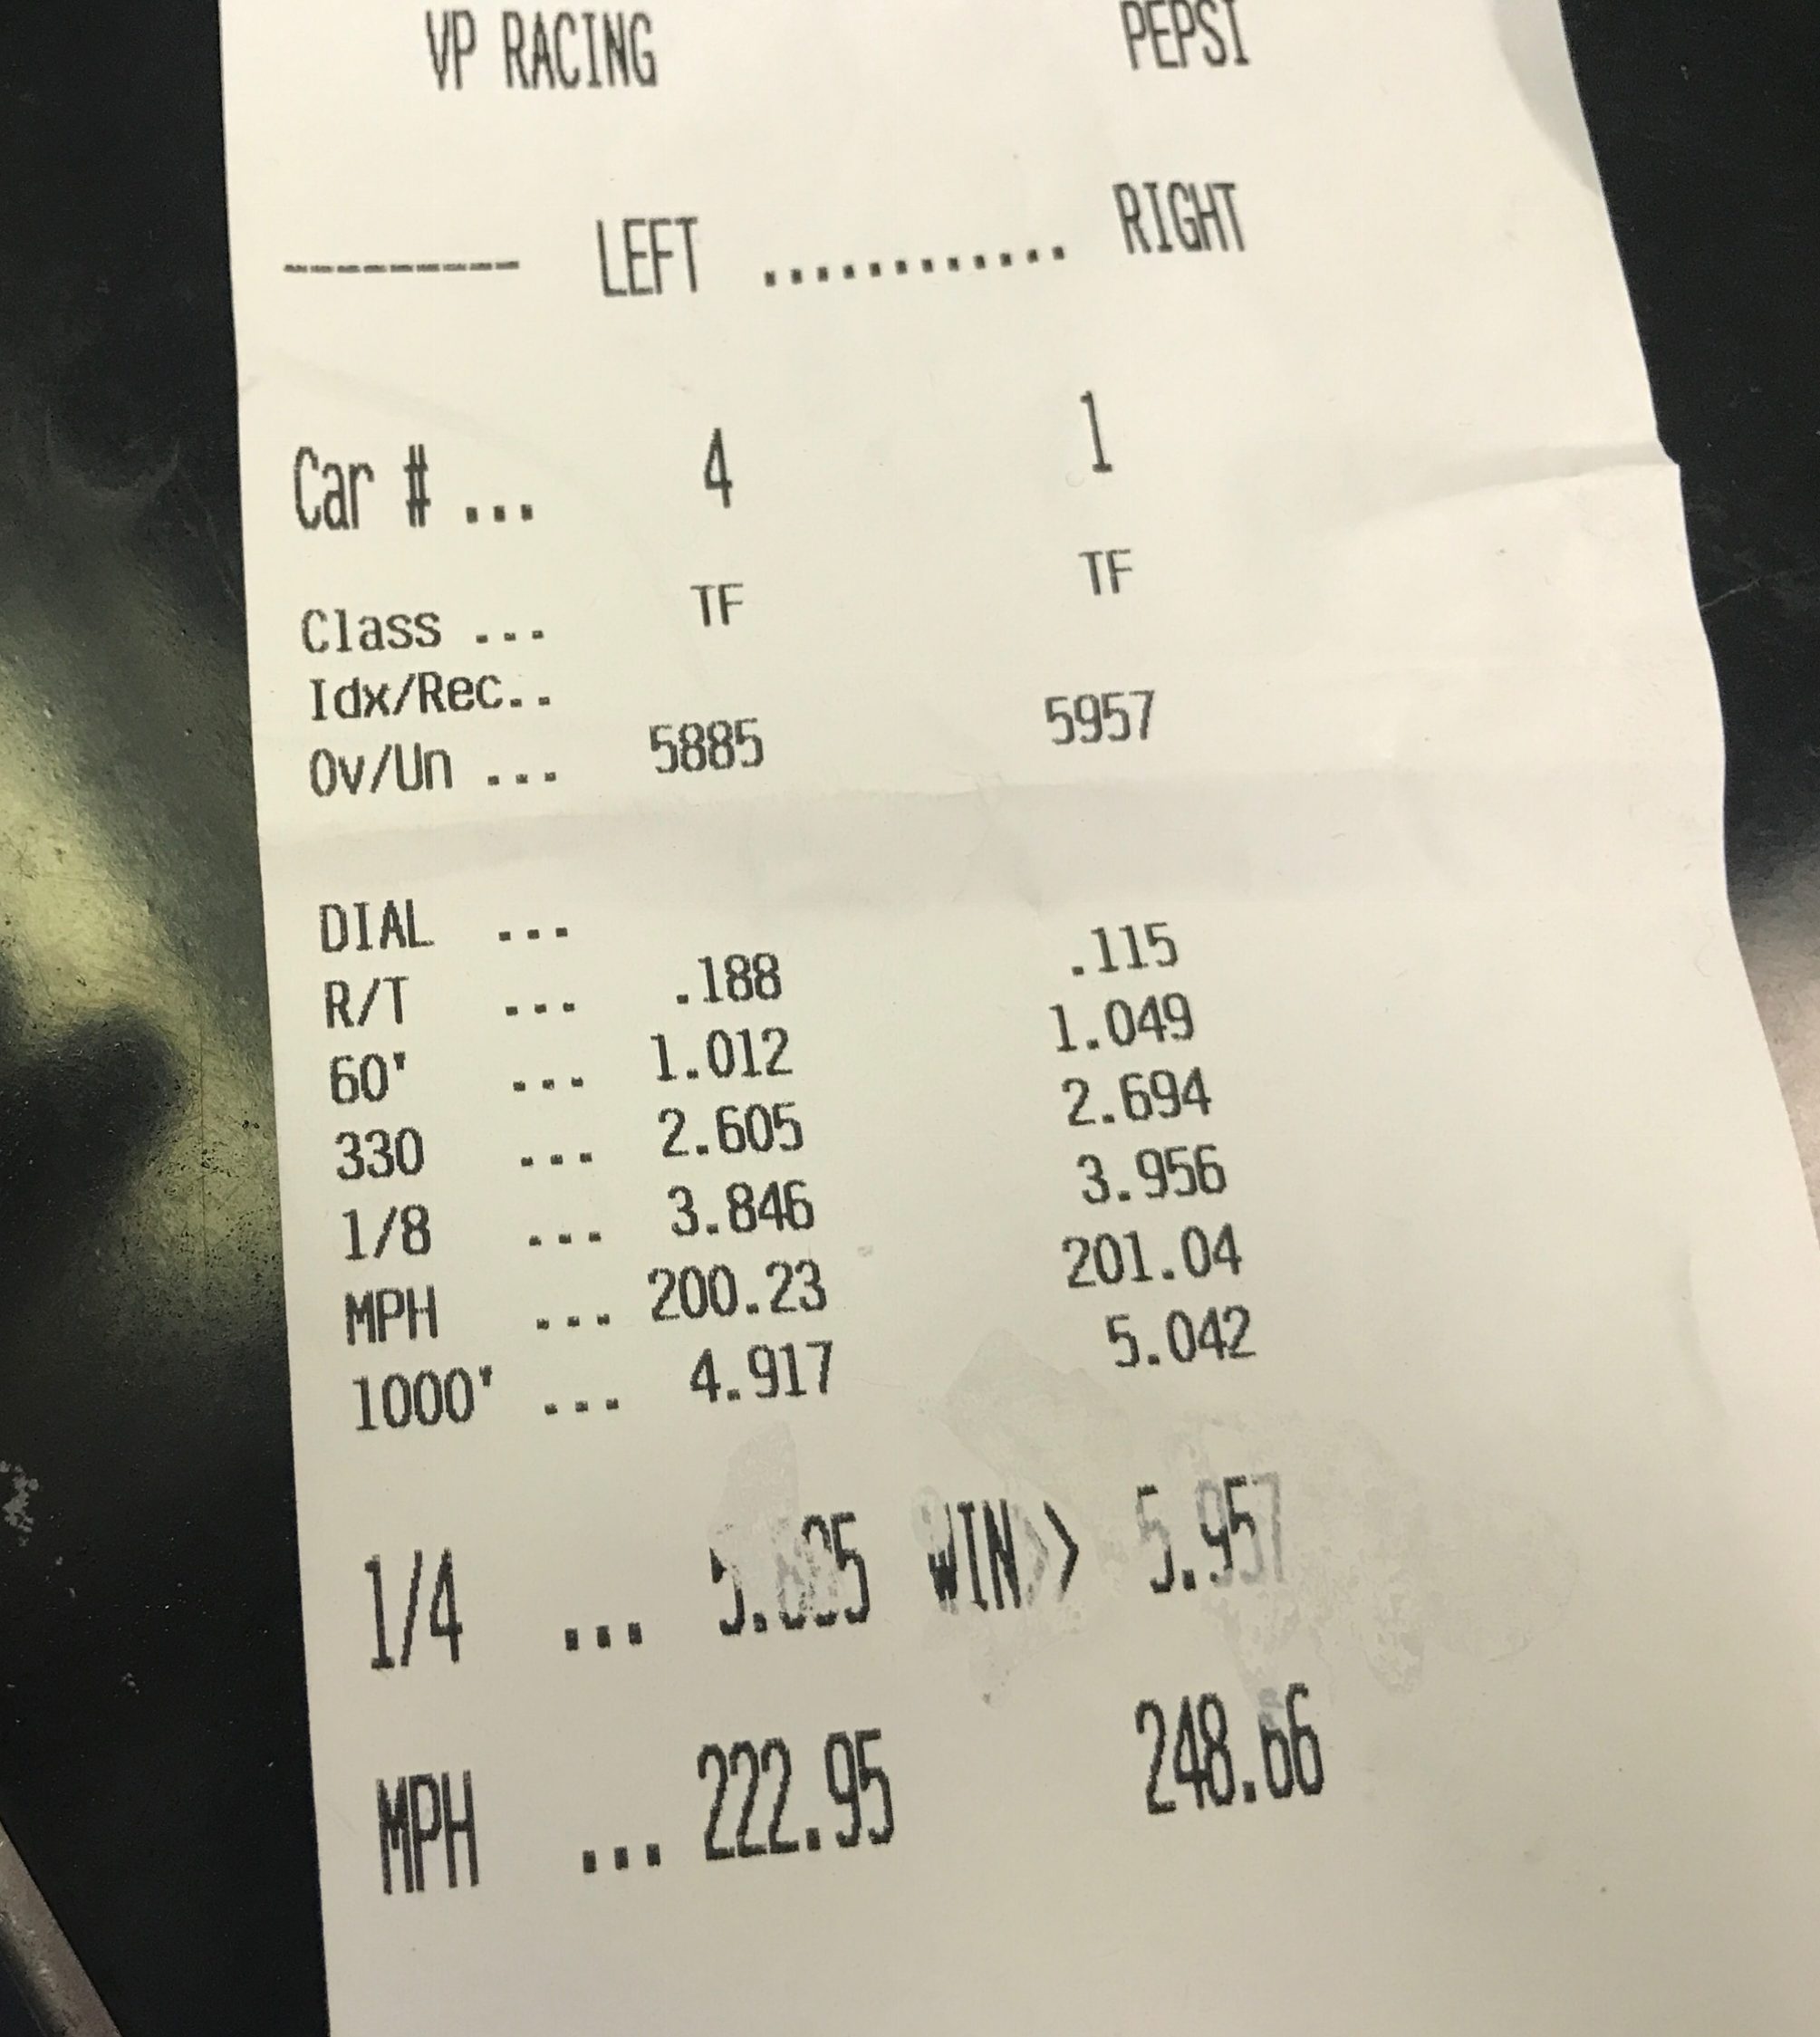 VP RACING PEPSI
--------- LEFT ............ RIGHT
Car # ... 4 1
Class ... TF TF
Idx/Rec..
Ov/Un ... 5885 5957
DIAL ...
R/T ... .188 .115
60' ... 1.012 1.049
330 ... 2.605 2.694
1/8 ... 3.846 3.956
MPH ... 200.23 201.04
1000' ... 4.917 5.042
1/4 ... WIN>> 5.957
MPH ... 222.95 248.66